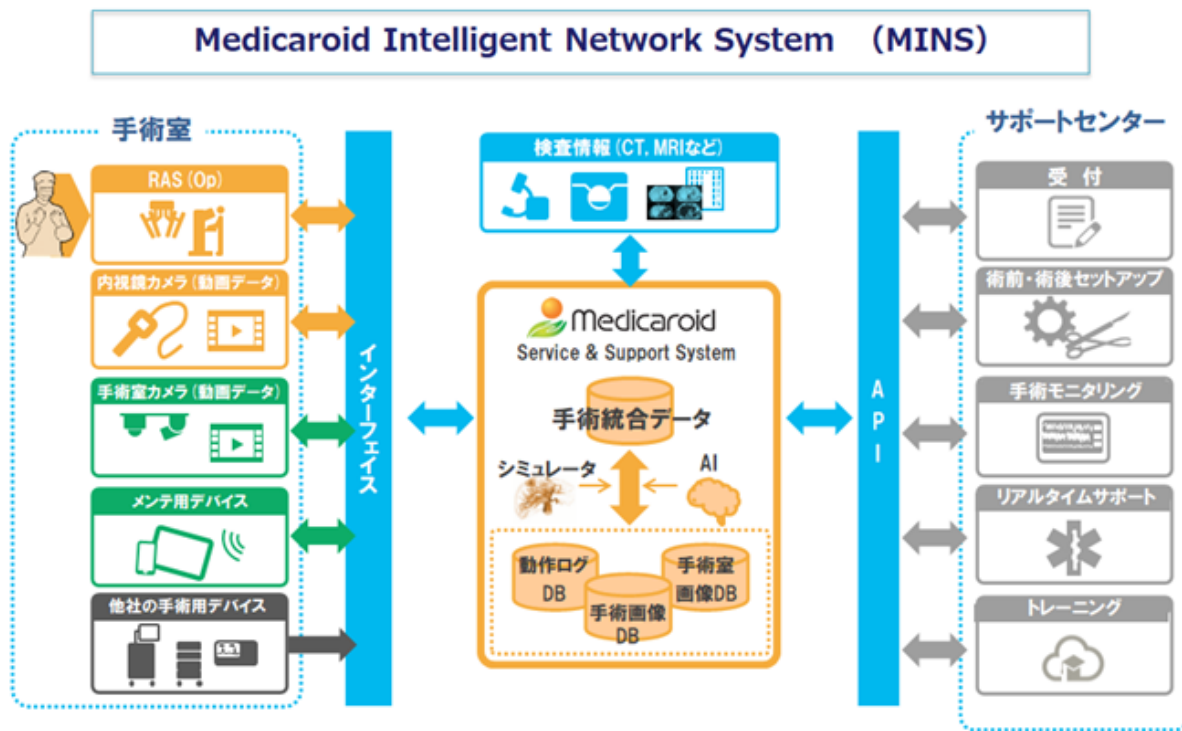 Medicaroid Intelligent Network System （MINS）
手術室
RAS (Op)
内視鏡カメラ(動画データ)
手術室カメラ(動画データ)
メンテ用デバイス
他社の手術用デバイス
インターフェイス
検査情報(CT, MRIなど)
Medicaroid
Service & Support System
手術統合データ
シミュレータ
AI
動作ログ
DB
手術画像
DB
手術室
画像DB
API
サポートセンター
受 付
術前・術後セットアップ
手術モニタリング
リアルタイムサポート
トレーニング